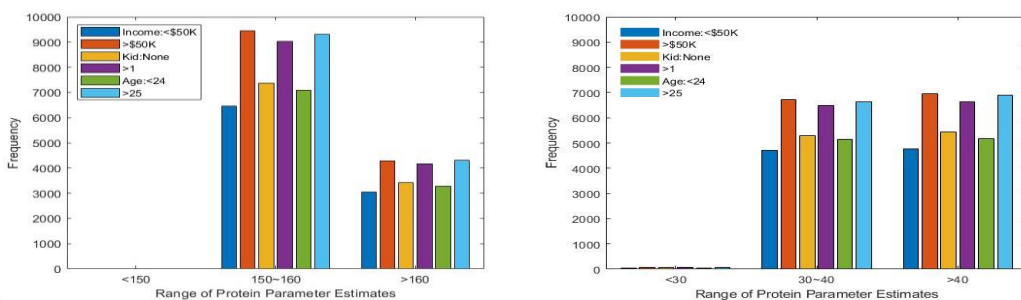 10000
9000
8000
7000
6000
5000
4000
3000
2000
1000
0
Frequency
Income:<$50K
>$50K
Kid:None
>1
Age:<24
>25
<150
150~160
>160
Range of Protein Parameter Estimates
10000
9000
8000
7000
6000
5000
4000
3000
2000
1000
0
Frequency
Income:<$50K
>$50K
Kid:None
>1
Age:<24
>25
<30
30~40
>40
Range of Protein Parameter Estimates